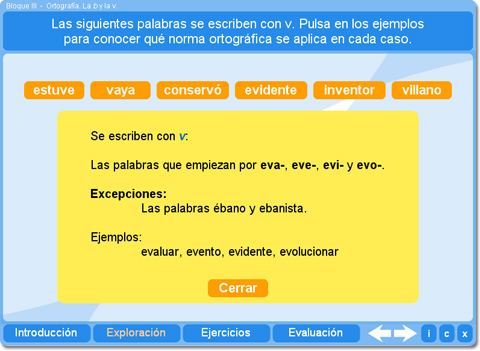 Bloque III - Ortografía. La b y la v.
Las siguientes palabras se escriben con v. Pulsa en los ejemplos
para conocer qué norma ortográfica se aplica en cada caso.
estuve vaya conservó evidente inventor villano
Se escriben con v:
Las palabras que empiezan por eva-, eve-, evi- y evo-.
Excepciones:
Las palabras ébano y ebanista.
Ejemplos:
evaluar, evento, evidente, evolucionar
Cerrar
Introducción Exploración Ejercicios Evaluación i c x